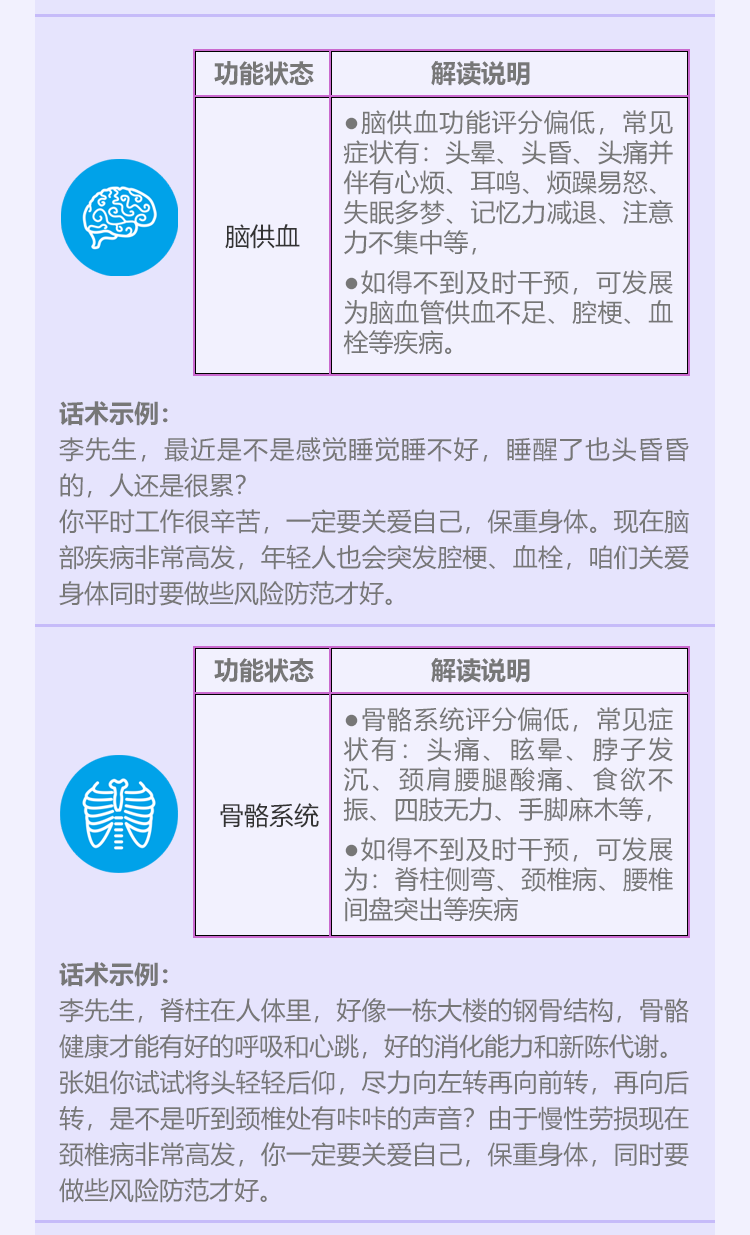 功能状态 解读说明
●脑供血功能评分偏低，常见
症状有：头晕、头昏、头痛并
伴有心烦、耳鸣、烦躁易怒、
失眠多梦、记忆力减退、注意
力不集中等，
脑供血
●如得不到及时干预，可发展
为脑血管供血不足、腔梗、血
栓等疾病。
话术示例：
李先生，最近是不是感觉睡觉睡不好，睡醒了也头昏昏
的，人还是很累？
你平时工作很辛苦，一定要关爱自己，保重身体。现在脑
部疾病非常高发，年轻人也会突发腔梗、血栓，咱们关爱
身体同时要做些风险防范才好。
功能状态 解读说明
●骨骼系统评分偏低，常见症
状有：头痛、眩晕、脖子发
沉、颈肩腰腿酸痛、食欲不
振、四肢无力、手脚麻木等，
骨骼系统
●如得不到及时干预，可发展
为：脊柱侧弯、颈椎病、腰椎
间盘突出等疾病
话术示例：
李先生，脊柱在人体里，好像一栋大楼的钢骨结构，骨骼
健康才能有好的呼吸和心跳，好的消化能力和新陈代谢。
张姐你试试将头轻轻后仰，尽力向左转再向前转，再向后
转，是不是听到颈椎处有咔咔的声音？由于慢性劳损现在
颈椎病非常高发，你一定要关爱自己，保重身体，同时要
做些风险防范才好。